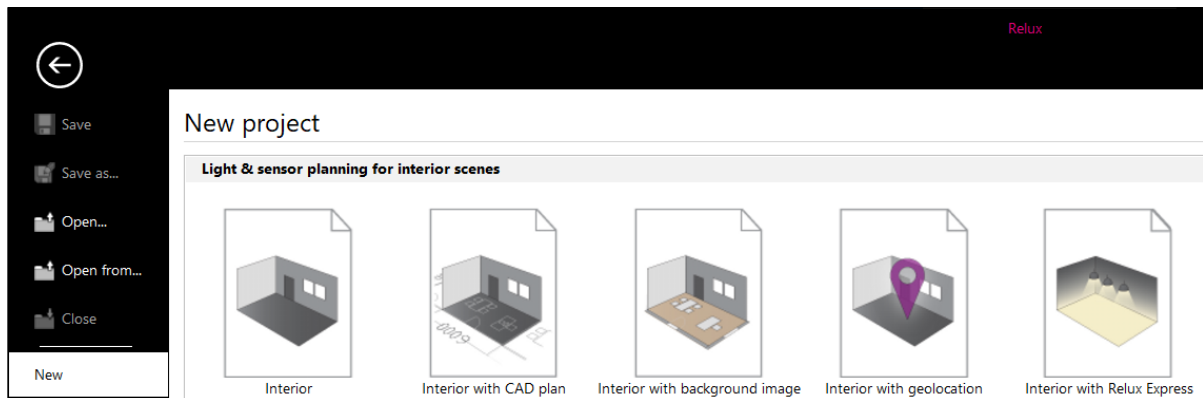 Relux
Save
Save as...
Open...
Open from...
Close
New
New project
Light & sensor planning for interior scenes
0009-
Interior
Interior with CAD plan
Interior with background image
Interior with geolocation
Interior with Relux Express